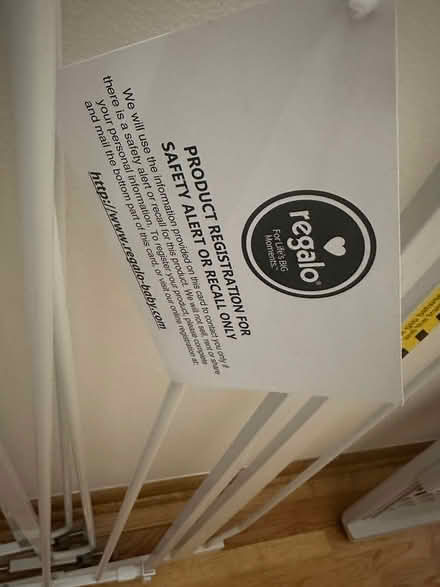 regalo®
For Life's BIG
Moments.™
PRODUCT REGISTRATION FOR
SAFETY ALERT OR RECALL ONLY
We will use the information provided on this card to contact you only if
there is a safety alert or recall for this product. We will not sell, rent or share
your personal information. To register your product, please complete
and mail the bottom part of this card, or visit our online registration at:
http://www.regalo-baby.com